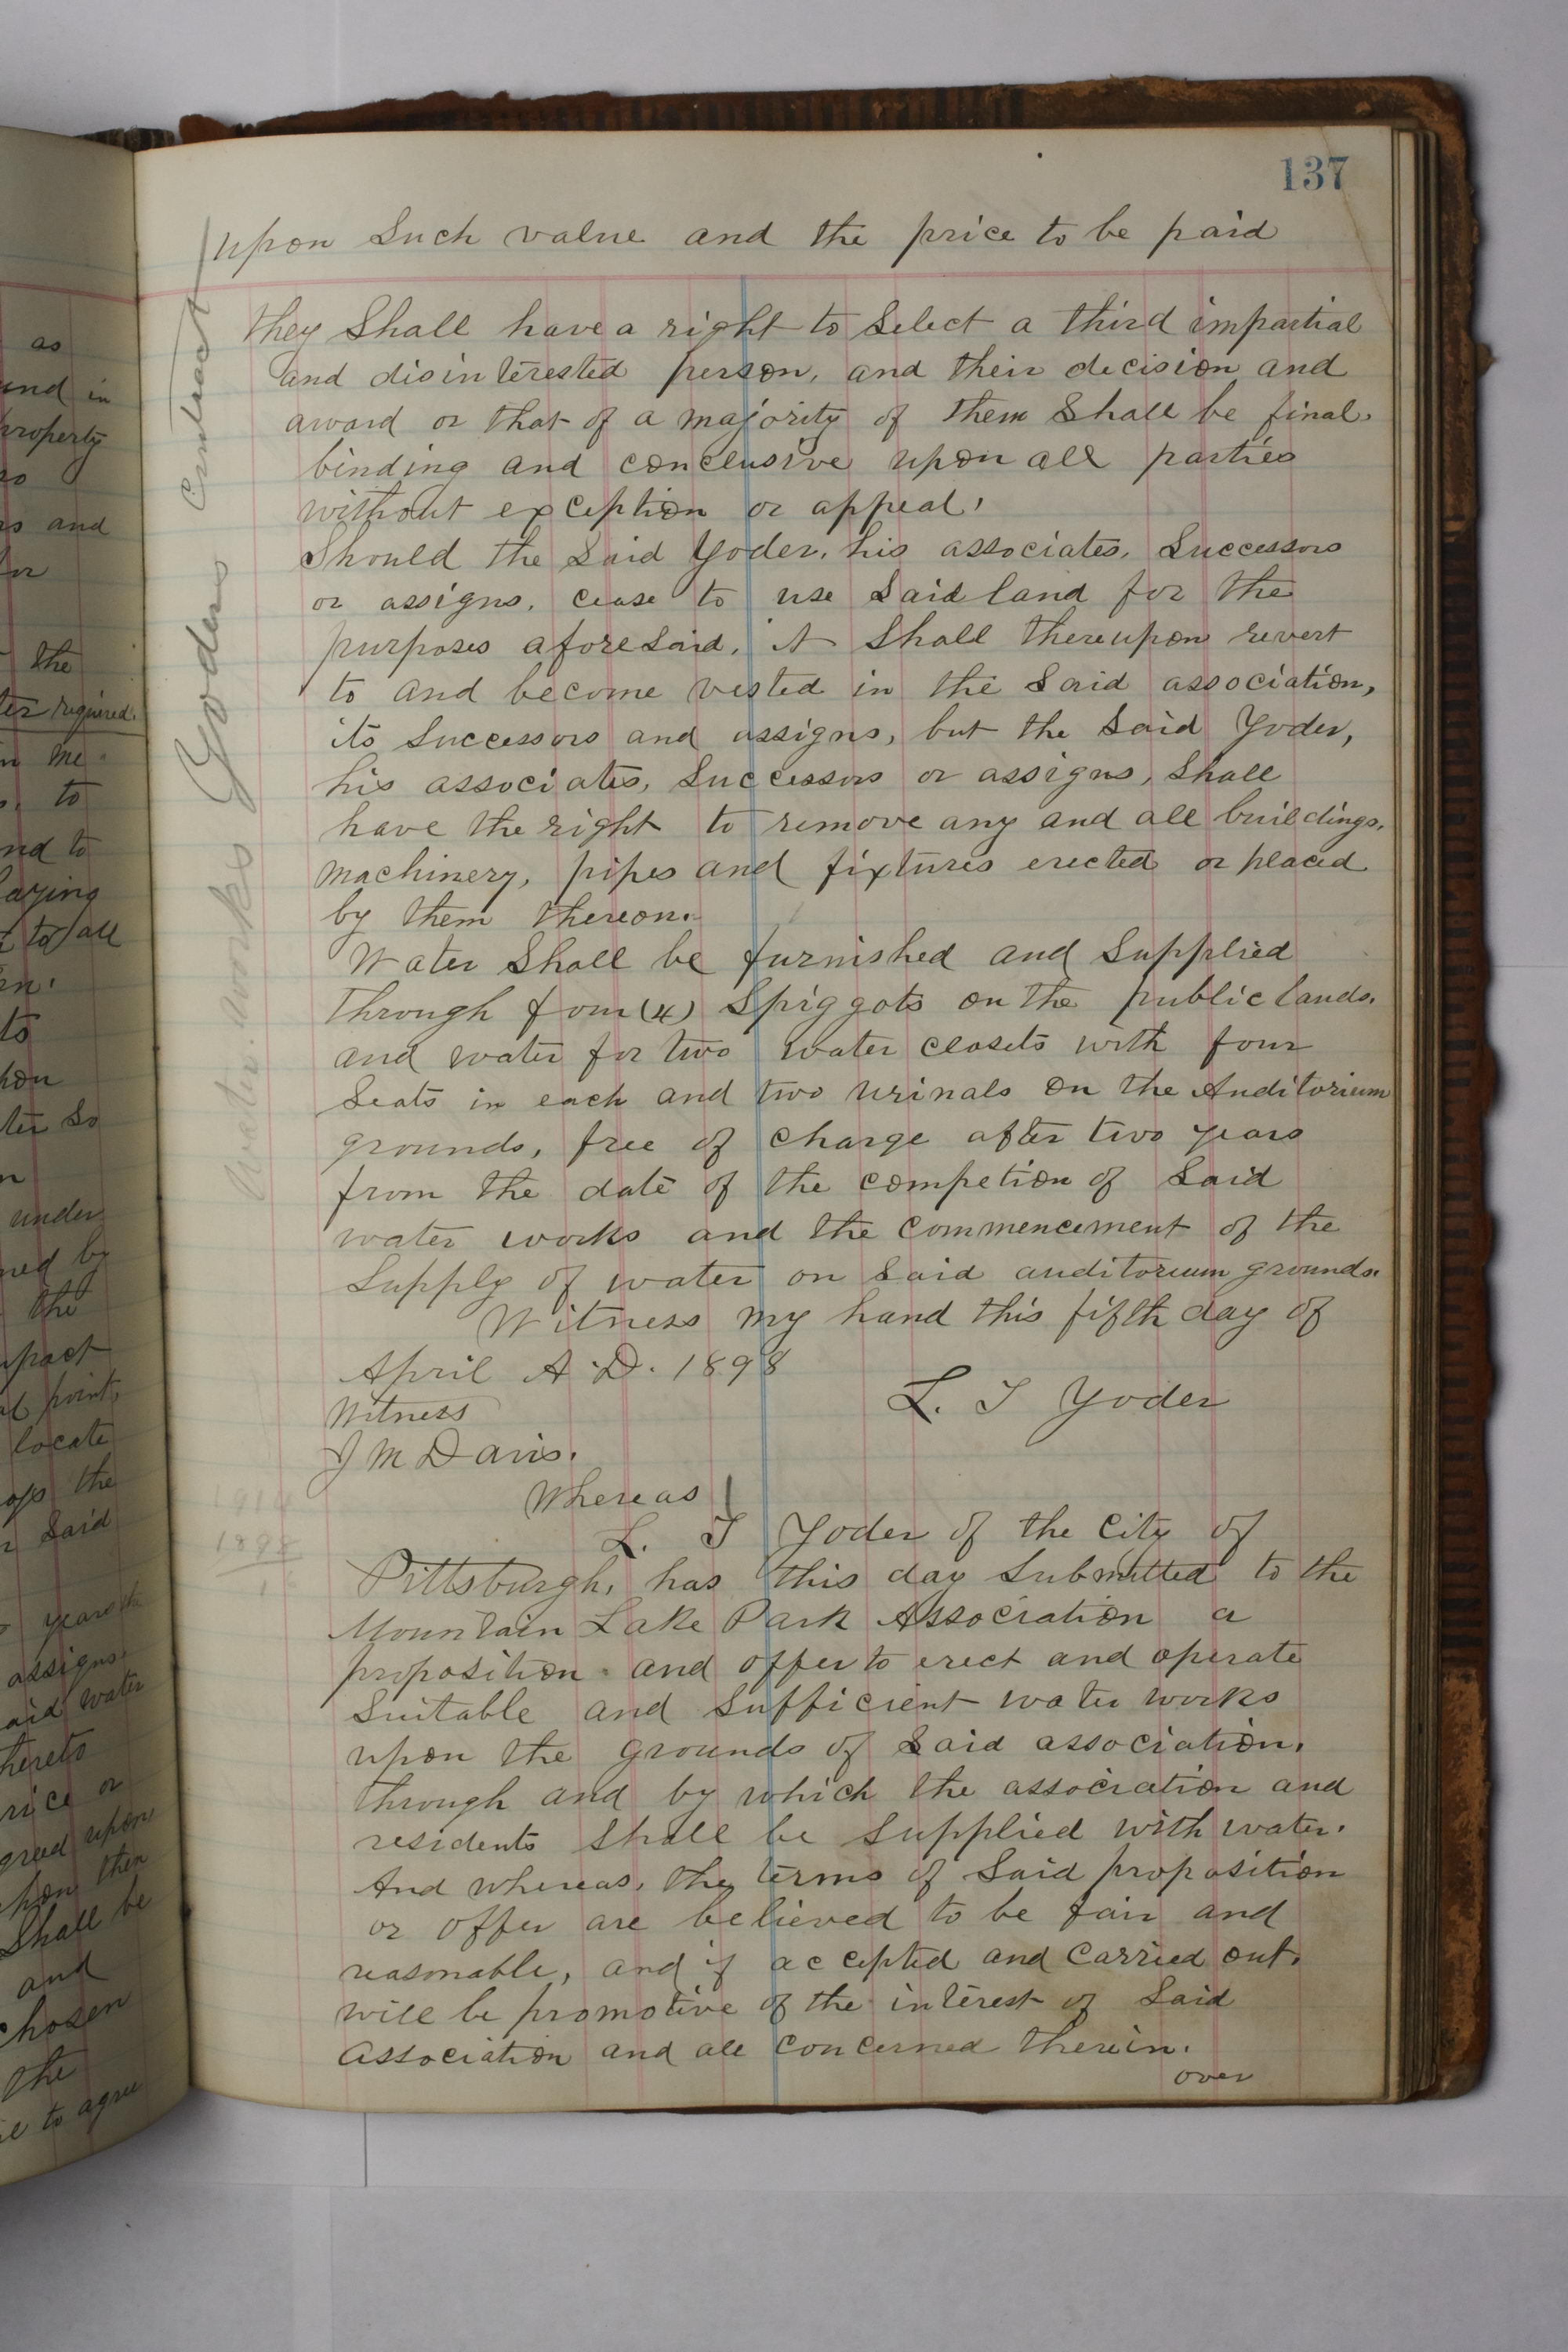 as
and in
property
so
rs and
for
the
ter required.
in me
s. to
nd to
laying
t to all
rn.
to
hon
ter so
n
under
ned by
the
mpact
al point,
locate
ops the
r said
years the
assigns
aid water
hereto
rice or
greed upon
hon then
Shall be
and
chosen
the
il to agree
137
upon Such value and the price to be paid
they Shall have a right to Select a third impartial
and disinterested person, and their decision and
award or that of a majority of them Shall be final.
binding and conclusive upon all parties
without exception or appeal.
Should the Said Yoder, his associates, Successors
or assigns, cease to use Said land for the
purposes aforesaid, it Shall thereupon revert
to and become vested in the Said association,
its Successors and assigns, but the Said Yoder,
his associates, Successors or assigns, Shall
have the right to remove any and all buildings,
machinery, pipes and fixtures erected or placed
by them thereon.
Water Shall be furnished and Supplied
through four (4) Spiggots on the public lands.
and water for two water closets with four
Seats in each and two urinals on the Auditorium
grounds, free of charge after two years
from the date of the competion of Said
water works and the commencement of the
Supply of water on Said auditorium grounds.
Witness my hand this fifth day of
April A.D. 1898
L. T Yoder
Witness
J M Davis.
Whereas
L. T Yoder of the City of
Pittsburgh, has this day Submitted to the
Mountain Lake Park Association a
proposition and offer to erect and operate
Suitable and Sufficient water works
upon the grounds of Said association,
through and by which the association and
residents Shall be Supplied with water.
And whereas, the terms of Said proposition
or offer are believed to be fair and
reasonable, and if accepted and Carried out,
will be promotive of the interest of Said
Association and all concerned therein.
over
Water works Yoders Contract
1898